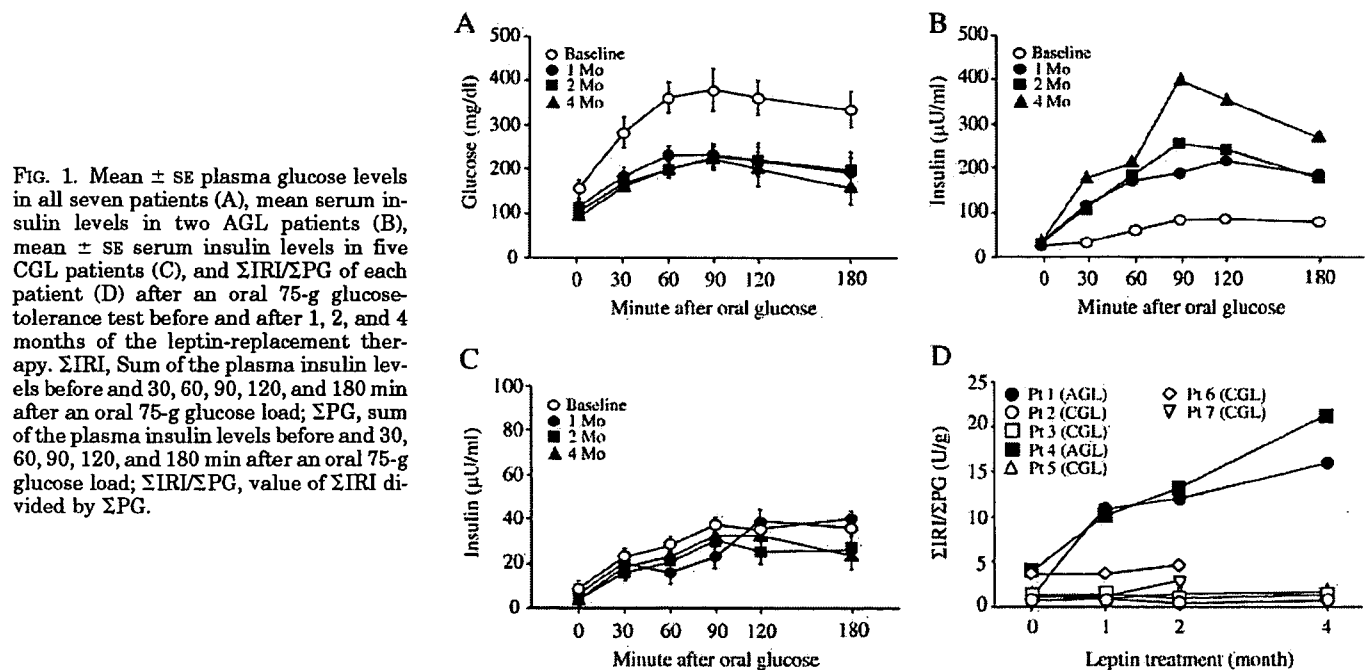 FIG. 1. Mean ± SE plasma glucose levels
in all seven patients (A), mean serum in-
sulin levels in two AGL patients (B),
mean ± SE serum insulin levels in five
CGL patients (C), and ΣIRI/ΣPG of each
patient (D) after an oral 75-g glucose-
tolerance test before and after 1, 2, and 4
months of the leptin-replacement ther-
apy. ΣIRI, Sum of the plasma insulin lev-
els before and 30, 60, 90, 120, and 180 min
after an oral 75-g glucose load; ΣPG, sum
of the plasma insulin levels before and 30,
60, 90, 120, and 180 min after an oral 75-g
glucose load; ΣIRI/ΣPG, value of ΣIRI di-
vided by ΣPG.
A
Glucose (mg/dl)
500
400
300
200
100
0
Baseline
1 Mo
2 Mo
4 Mo
0 30 60 90 120 180
Minute after oral glucose
B
Insulin (μU/ml)
500
400
300
200
100
0
Baseline
1 Mo
2 Mo
4 Mo
0 30 60 90 120 180
Minute after oral glucose
C
Insulin (μU/ml)
100
80
60
40
20
0
Baseline
1 Mo
2 Mo
4 Mo
0 30 60 90 120 180
Minute after oral glucose
D
ΣIRI/ΣPG (U/g)
25
20
15
10
5
0
Pt 1 (AGL)
Pt 2 (CGL)
Pt 3 (CGL)
Pt 4 (AGL)
Pt 5 (CGL)
Pt 6 (CGL)
Pt 7 (CGL)
0 1 2 4
Leptin treatment (month)